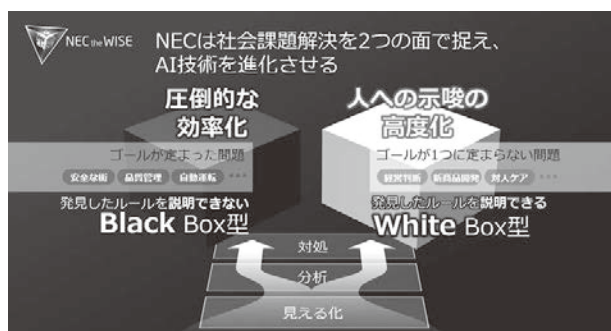 NEC the WISE
NECは社会課題解決を2つの面で捉え、
AI技術を進化させる
圧倒的な
効率化
ゴールが定まった問題
安全な街 品質管理 自動運転 ･･･
発見したルールを説明できない
Black Box型
人への示唆の
高度化
ゴールが1つに定まらない問題
経営判断 新商品開発 対人ケア ･･･
発見したルールを説明できる
White Box型
対処
分析
見える化